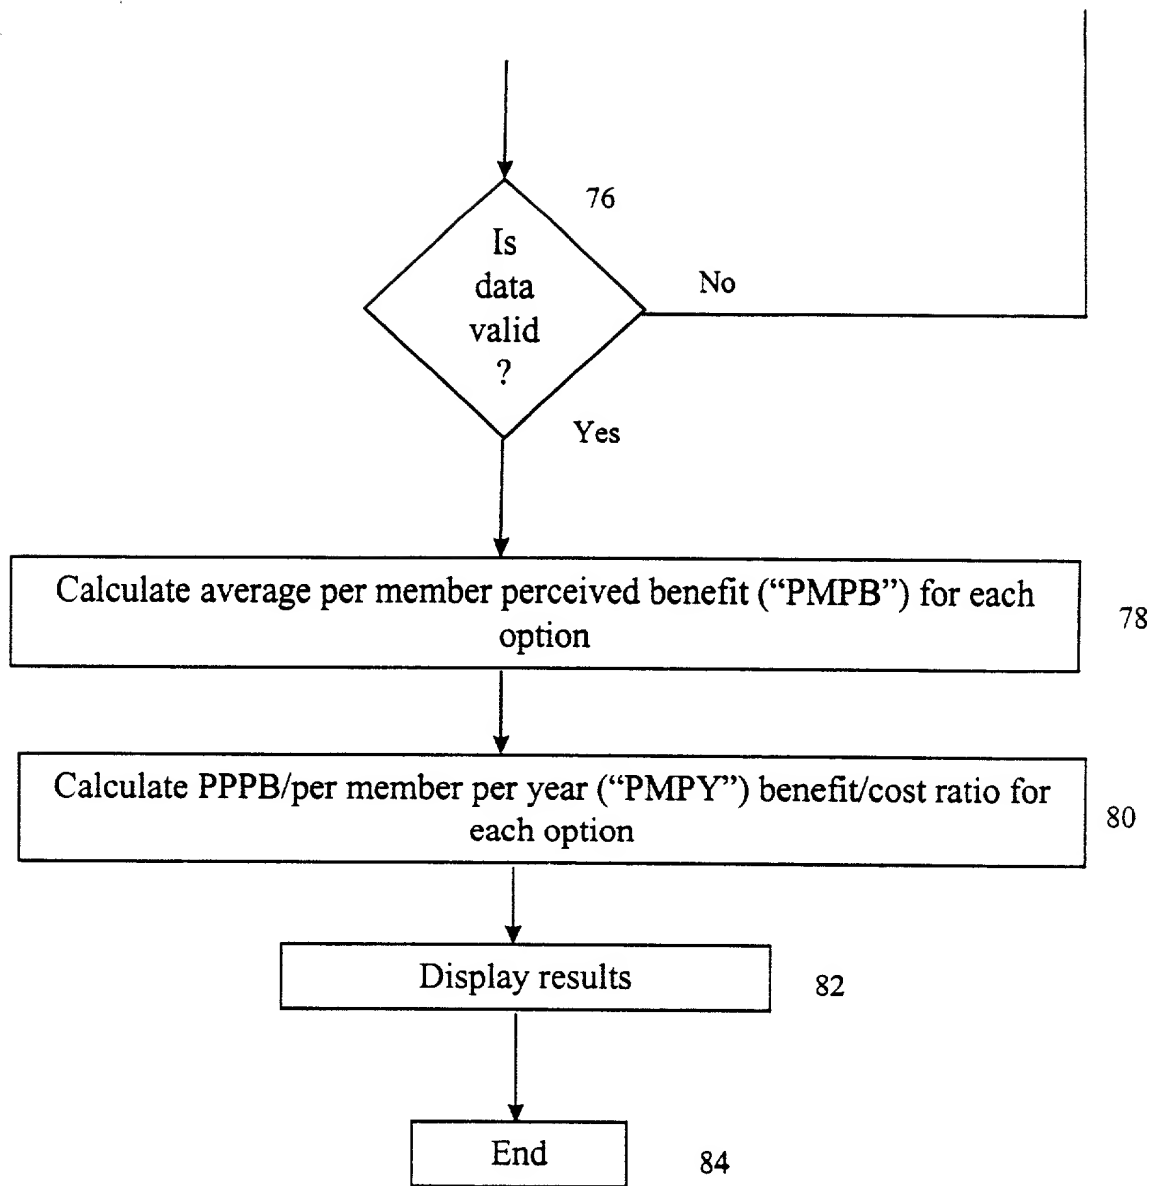 76
Is
data
valid
?
No
Yes
Calculate average per member perceived benefit (“PMPB”) for each
option
78
Calculate PPPB/per member per year (“PMPY”) benefit/cost ratio for
each option
80
Display results
82
End
84